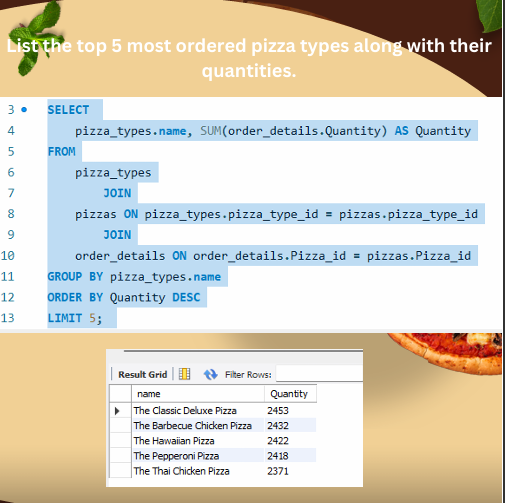 List the top 5 most ordered pizza types along with their
quantities.
3 SELECT
4 pizza_types.name, SUM(order_details.Quantity) AS Quantity
5 FROM
6 pizza_types
7 JOIN
8 pizzas ON pizza_types.pizza_type_id = pizzas.pizza_type_id
9 JOIN
10 order_details ON order_details.Pizza_id = pizzas.Pizza_id
11 GROUP BY pizza_types.name
12 ORDER BY Quantity DESC
13 LIMIT 5;
Result Grid Filter Rows:
name Quantity
The Classic Deluxe Pizza 2453
The Barbecue Chicken Pizza 2432
The Hawaiian Pizza 2422
The Pepperoni Pizza 2418
The Thai Chicken Pizza 2371